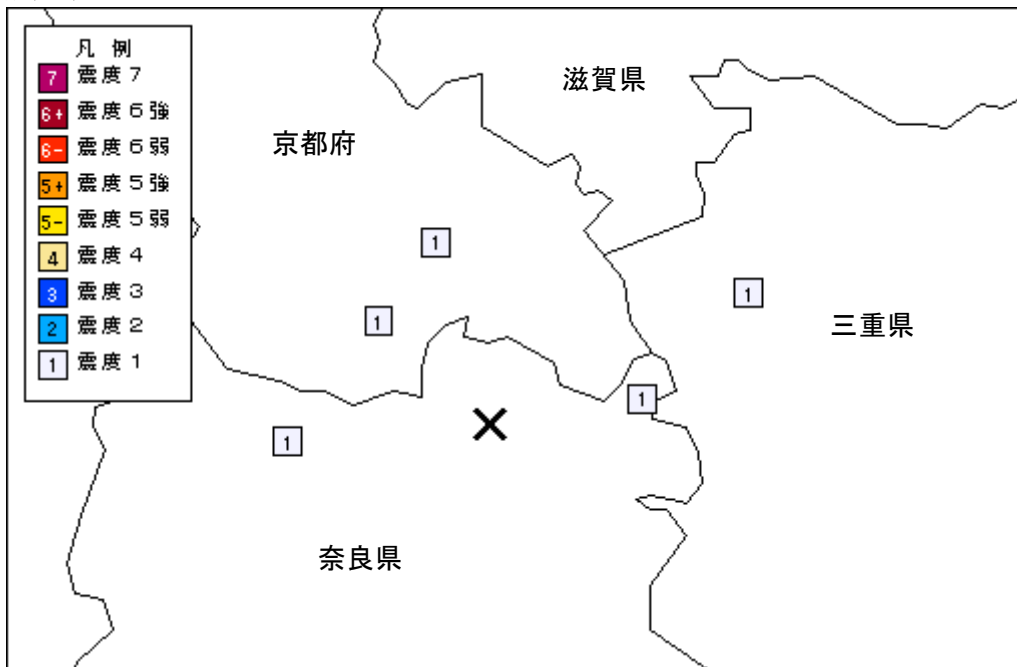 凡例
7 震度7
6+ 震度6強
6- 震度6弱
5+ 震度5強
5- 震度5弱
4 震度4
3 震度3
2 震度2
1 震度1
滋賀県
京都府
1
1
三重県
1
1
1
奈良県